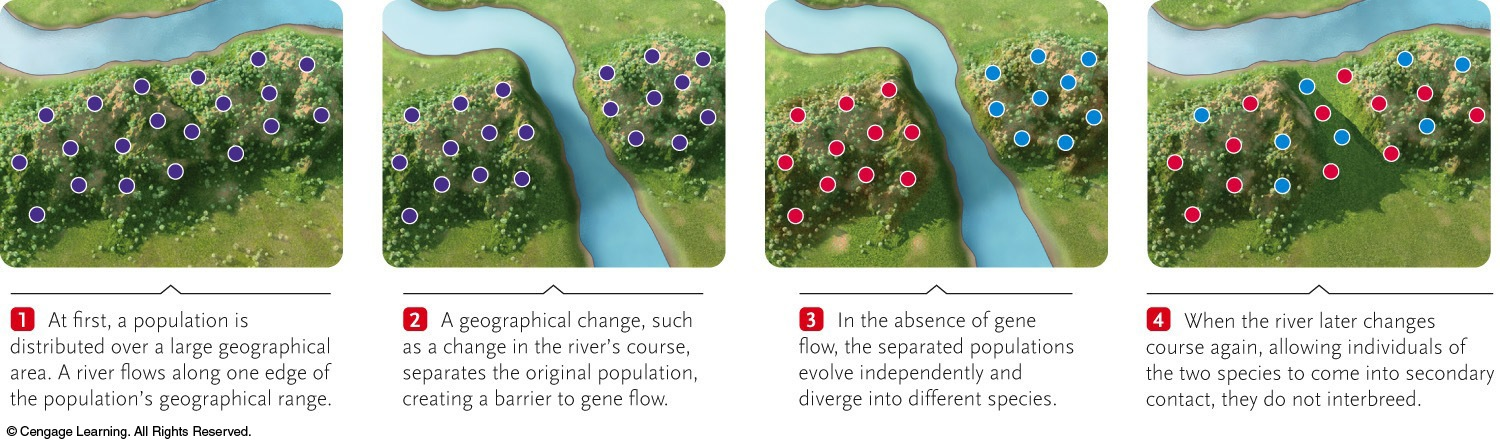 1 At first, a population is
distributed over a large geographical
area. A river flows along one edge of
the population’s geographical range.
2 A geographical change, such
as a change in the river’s course,
separates the original population,
creating a barrier to gene flow.
3 In the absence of gene
flow, the separated populations
evolve independently and
diverge into different species.
4 When the river later changes
course again, allowing individuals of
the two species to come into secondary
contact, they do not interbreed.
© Cengage Learning. All Rights Reserved.